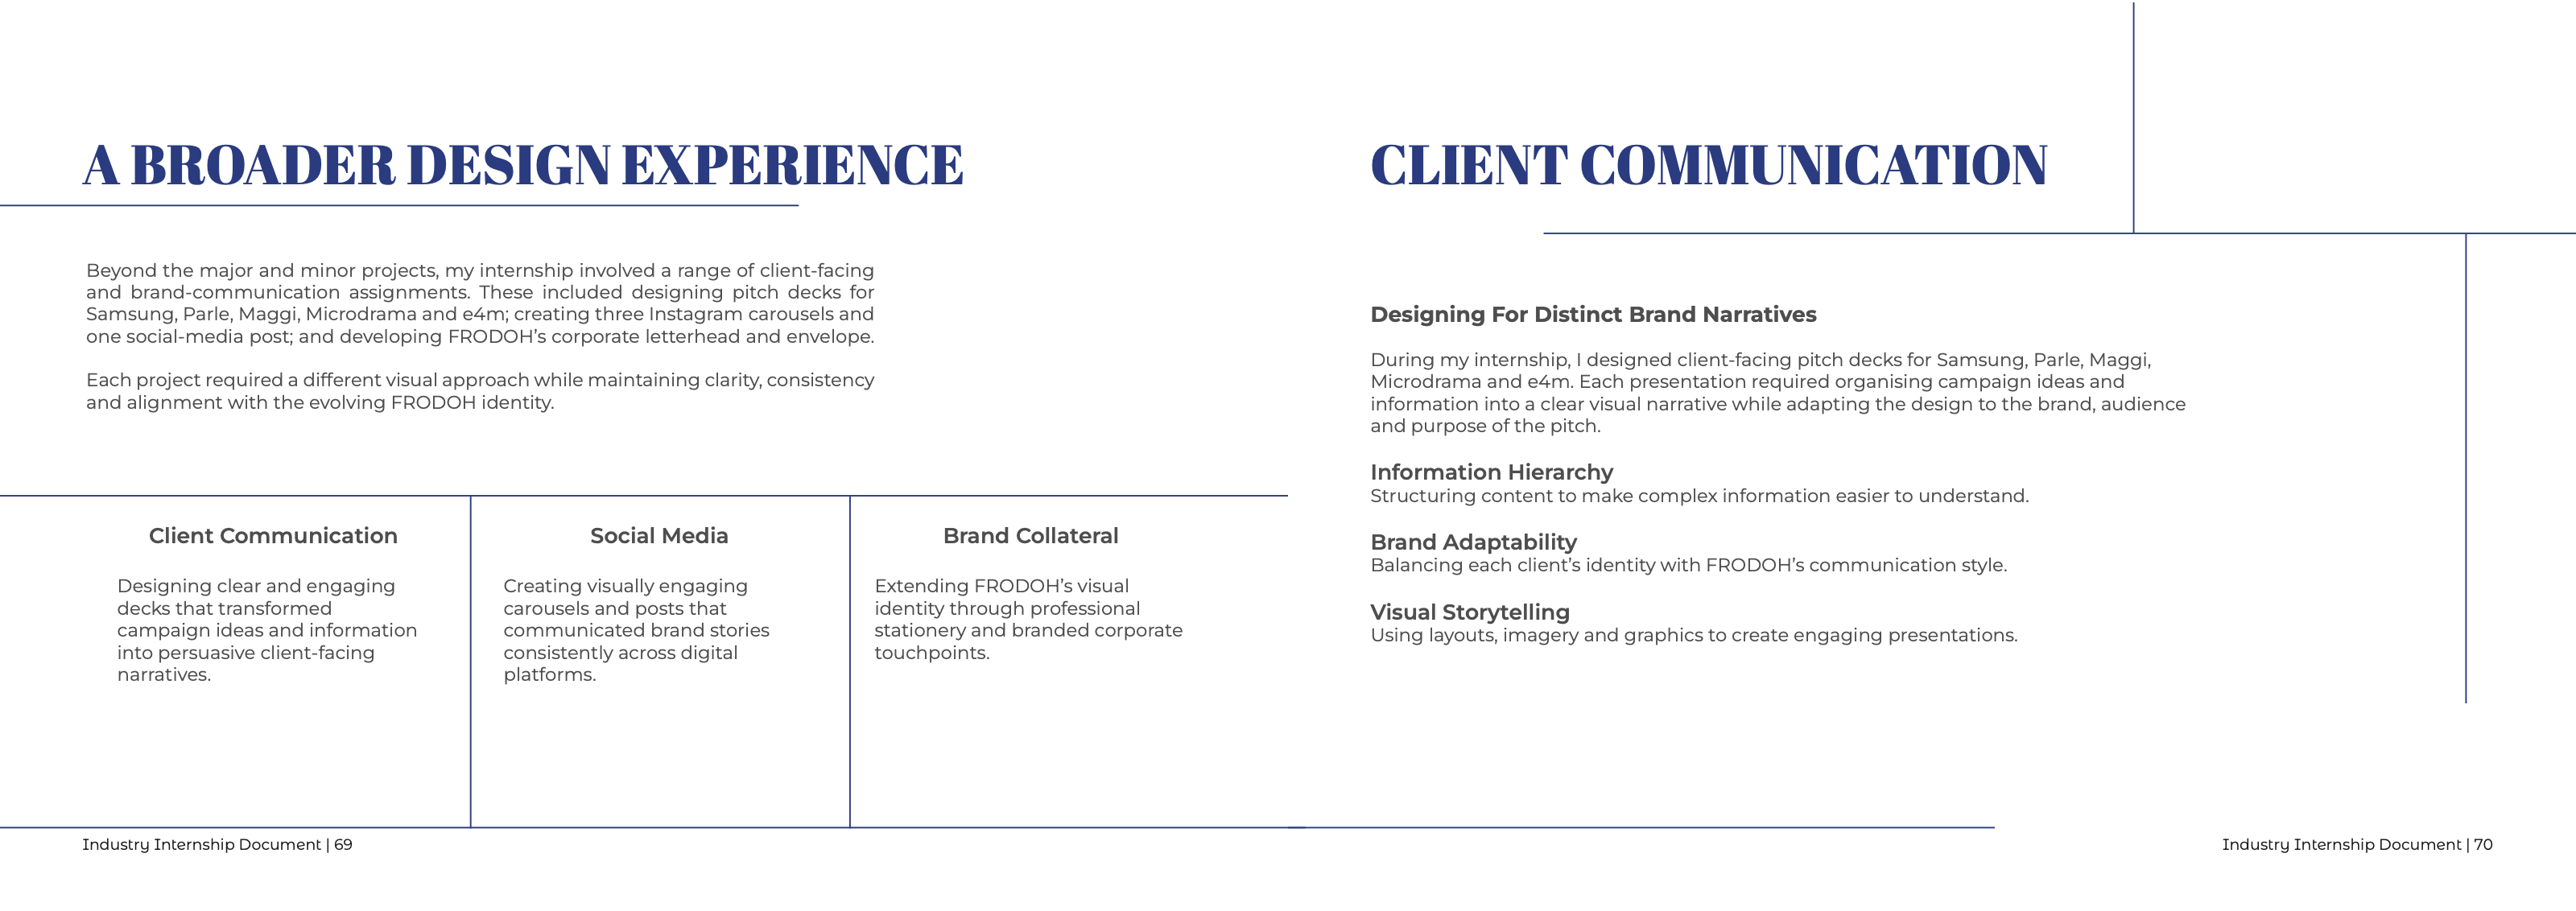 A BROADER DESIGN EXPERIENCE
Beyond the major and minor projects, my internship involved a range of client-facing
and brand-communication assignments. These included designing pitch decks for
Samsung, Parle, Maggi, Microdrama and e4m; creating three Instagram carousels and
one social-media post; and developing FRODOH’s corporate letterhead and envelope.
Each project required a different visual approach while maintaining clarity, consistency
and alignment with the evolving FRODOH identity.
Client Communication
Designing clear and engaging
decks that transformed
campaign ideas and information
into persuasive client-facing
narratives.
Social Media
Creating visually engaging
carousels and posts that
communicated brand stories
consistently across digital
platforms.
Brand Collateral
Extending FRODOH’s visual
identity through professional
stationery and branded corporate
touchpoints.
Industry Internship Document | 69
CLIENT COMMUNICATION
Designing For Distinct Brand Narratives
During my internship, I designed client-facing pitch decks for Samsung, Parle, Maggi,
Microdrama and e4m. Each presentation required organising campaign ideas and
information into a clear visual narrative while adapting the design to the brand, audience
and purpose of the pitch.
Information Hierarchy
Structuring content to make complex information easier to understand.
Brand Adaptability
Balancing each client’s identity with FRODOH’s communication style.
Visual Storytelling
Using layouts, imagery and graphics to create engaging presentations.
Industry Internship Document | 70